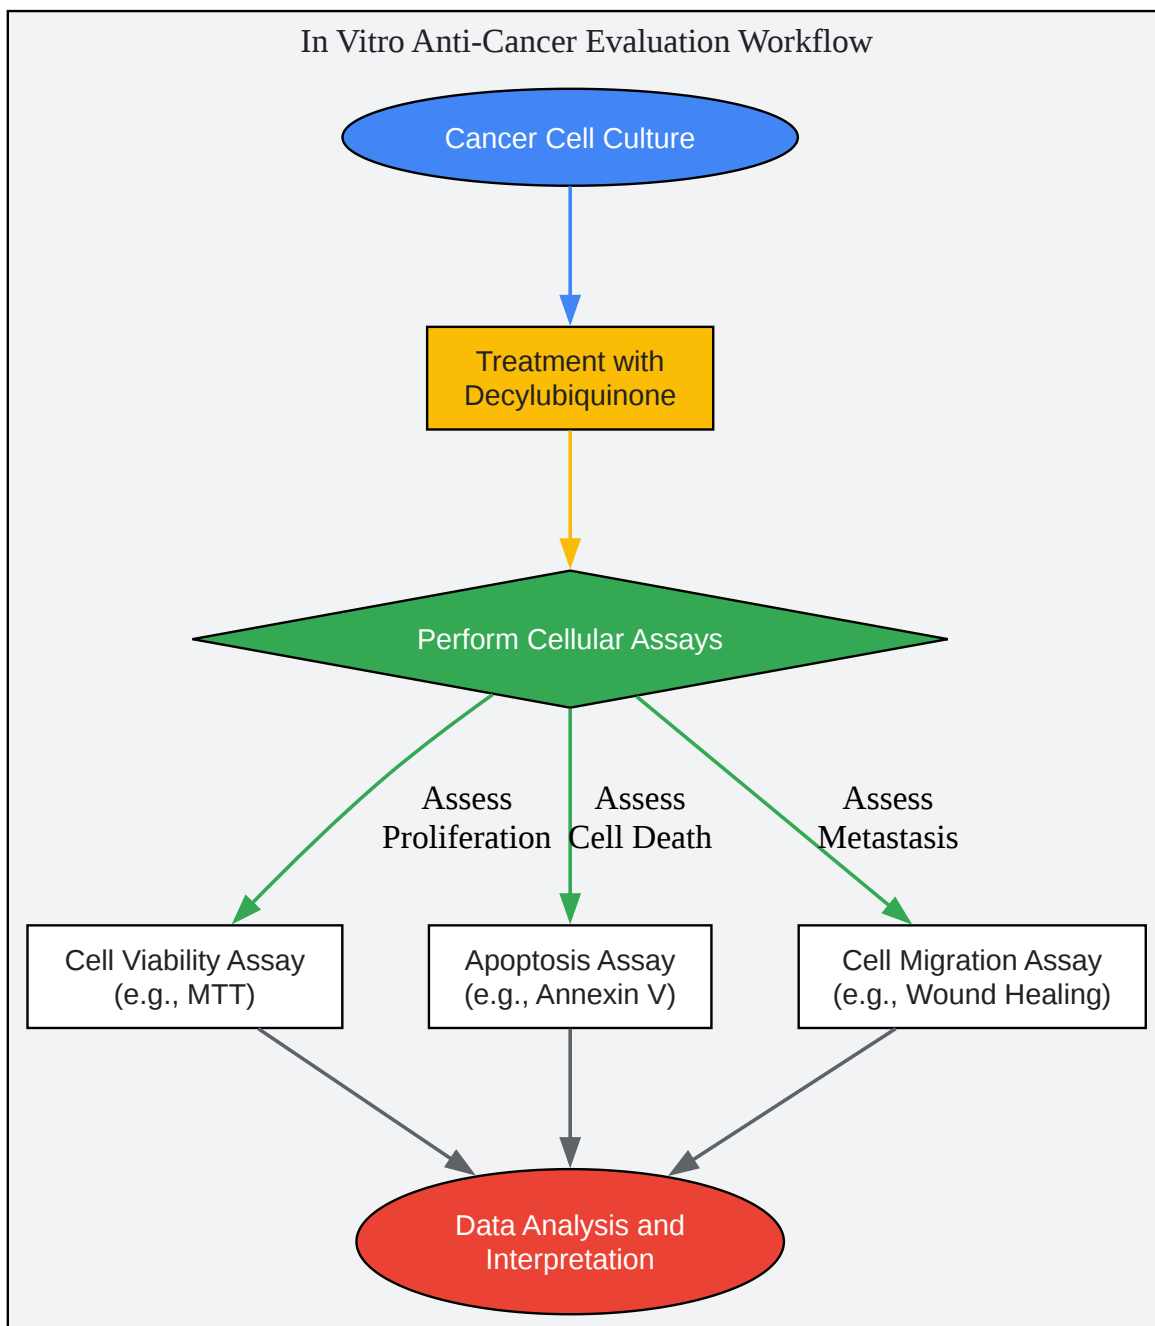 In Vitro Anti-Cancer Evaluation Workflow
Cancer Cell Culture
Treatment with
Decylubiquinone
Perform Cellular Assays
Assess
Proliferation
Assess
Cell Death
Assess
Metastasis
Cell Viability Assay
(e.g., MTT)
Apoptosis Assay
(e.g., Annexin V)
Cell Migration Assay
(e.g., Wound Healing)
Data Analysis and
Interpretation